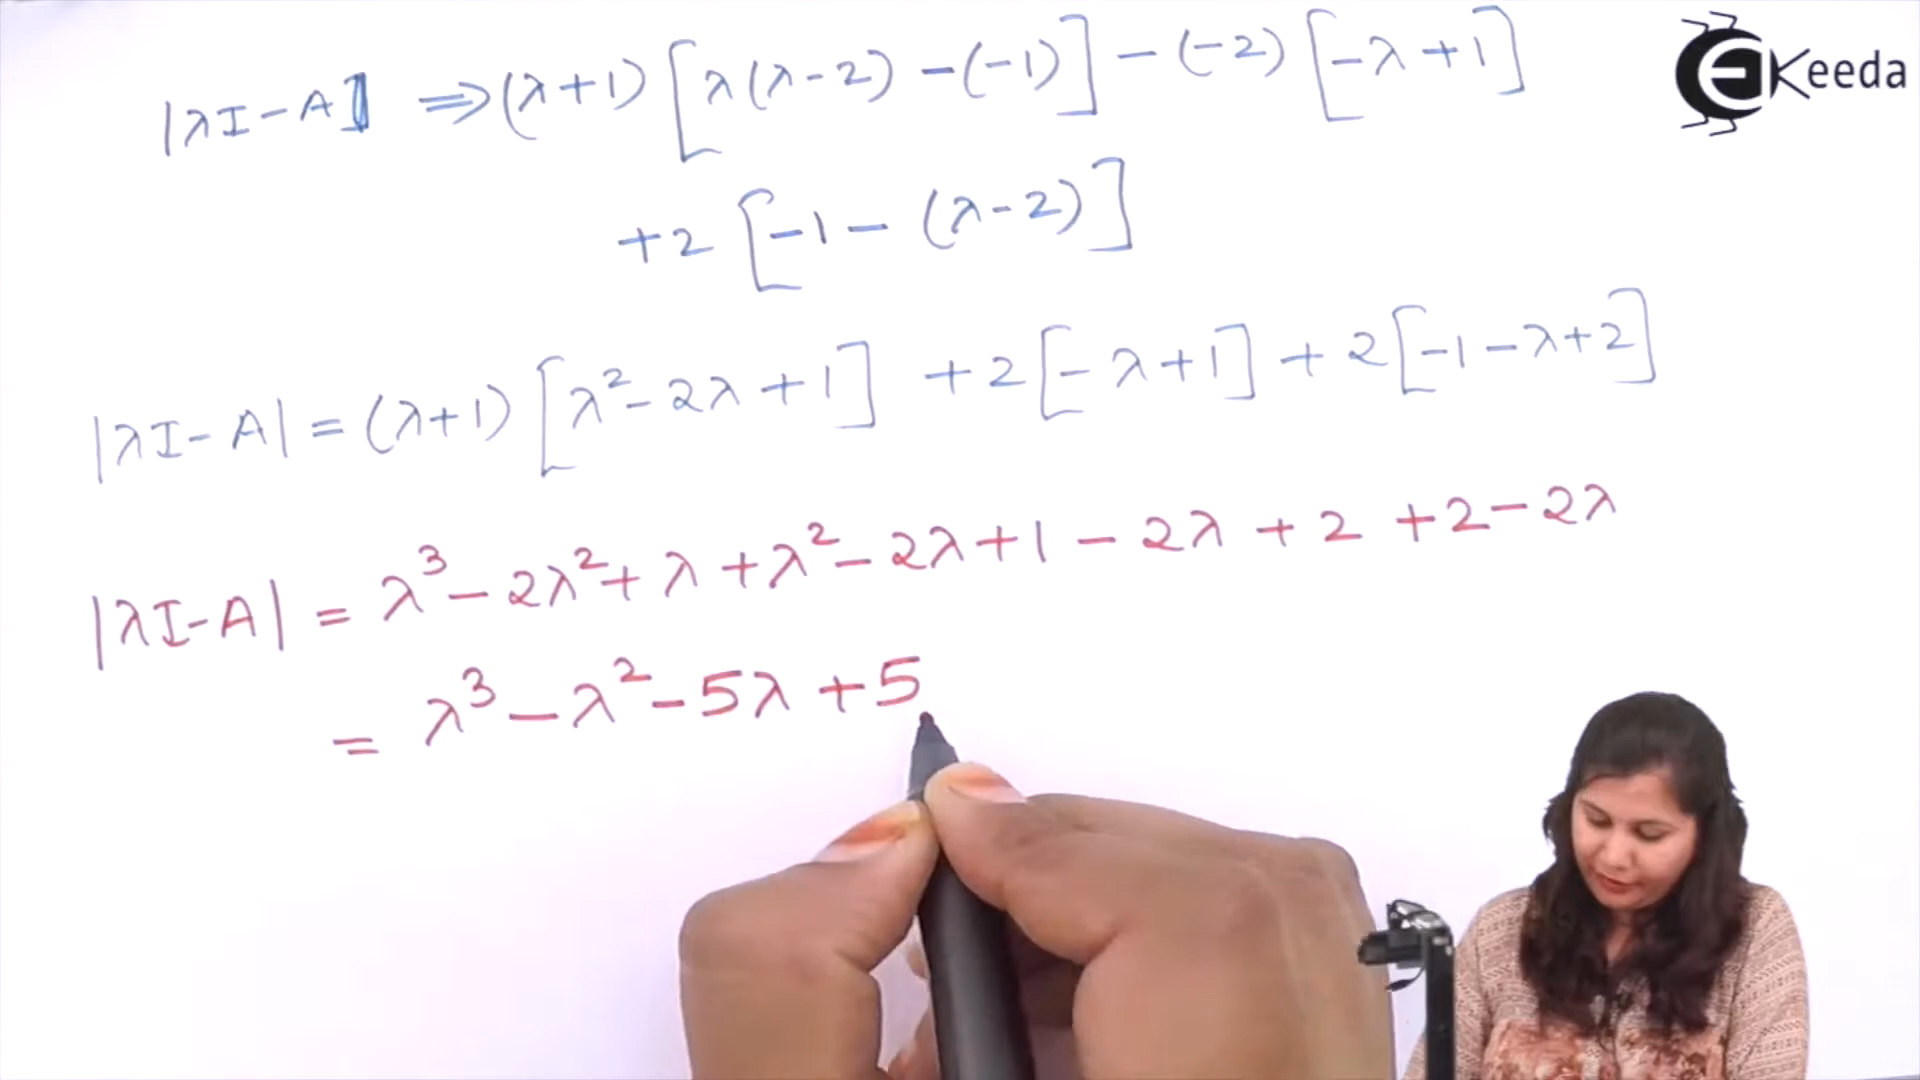 |λI-A| ⇒ (λ+1) [λ(λ-2) -(-1)] - (-2) [-λ+1]
+2 [-1 - (λ-2)]
|λI-A| = (λ+1) [λ²-2λ+1] +2[-λ+1] + 2[-1-λ+2]
|λI-A| = λ³-2λ²+λ+λ²-2λ+1-2λ+2+2-2λ
= λ³-λ²-5λ+5
Keeda